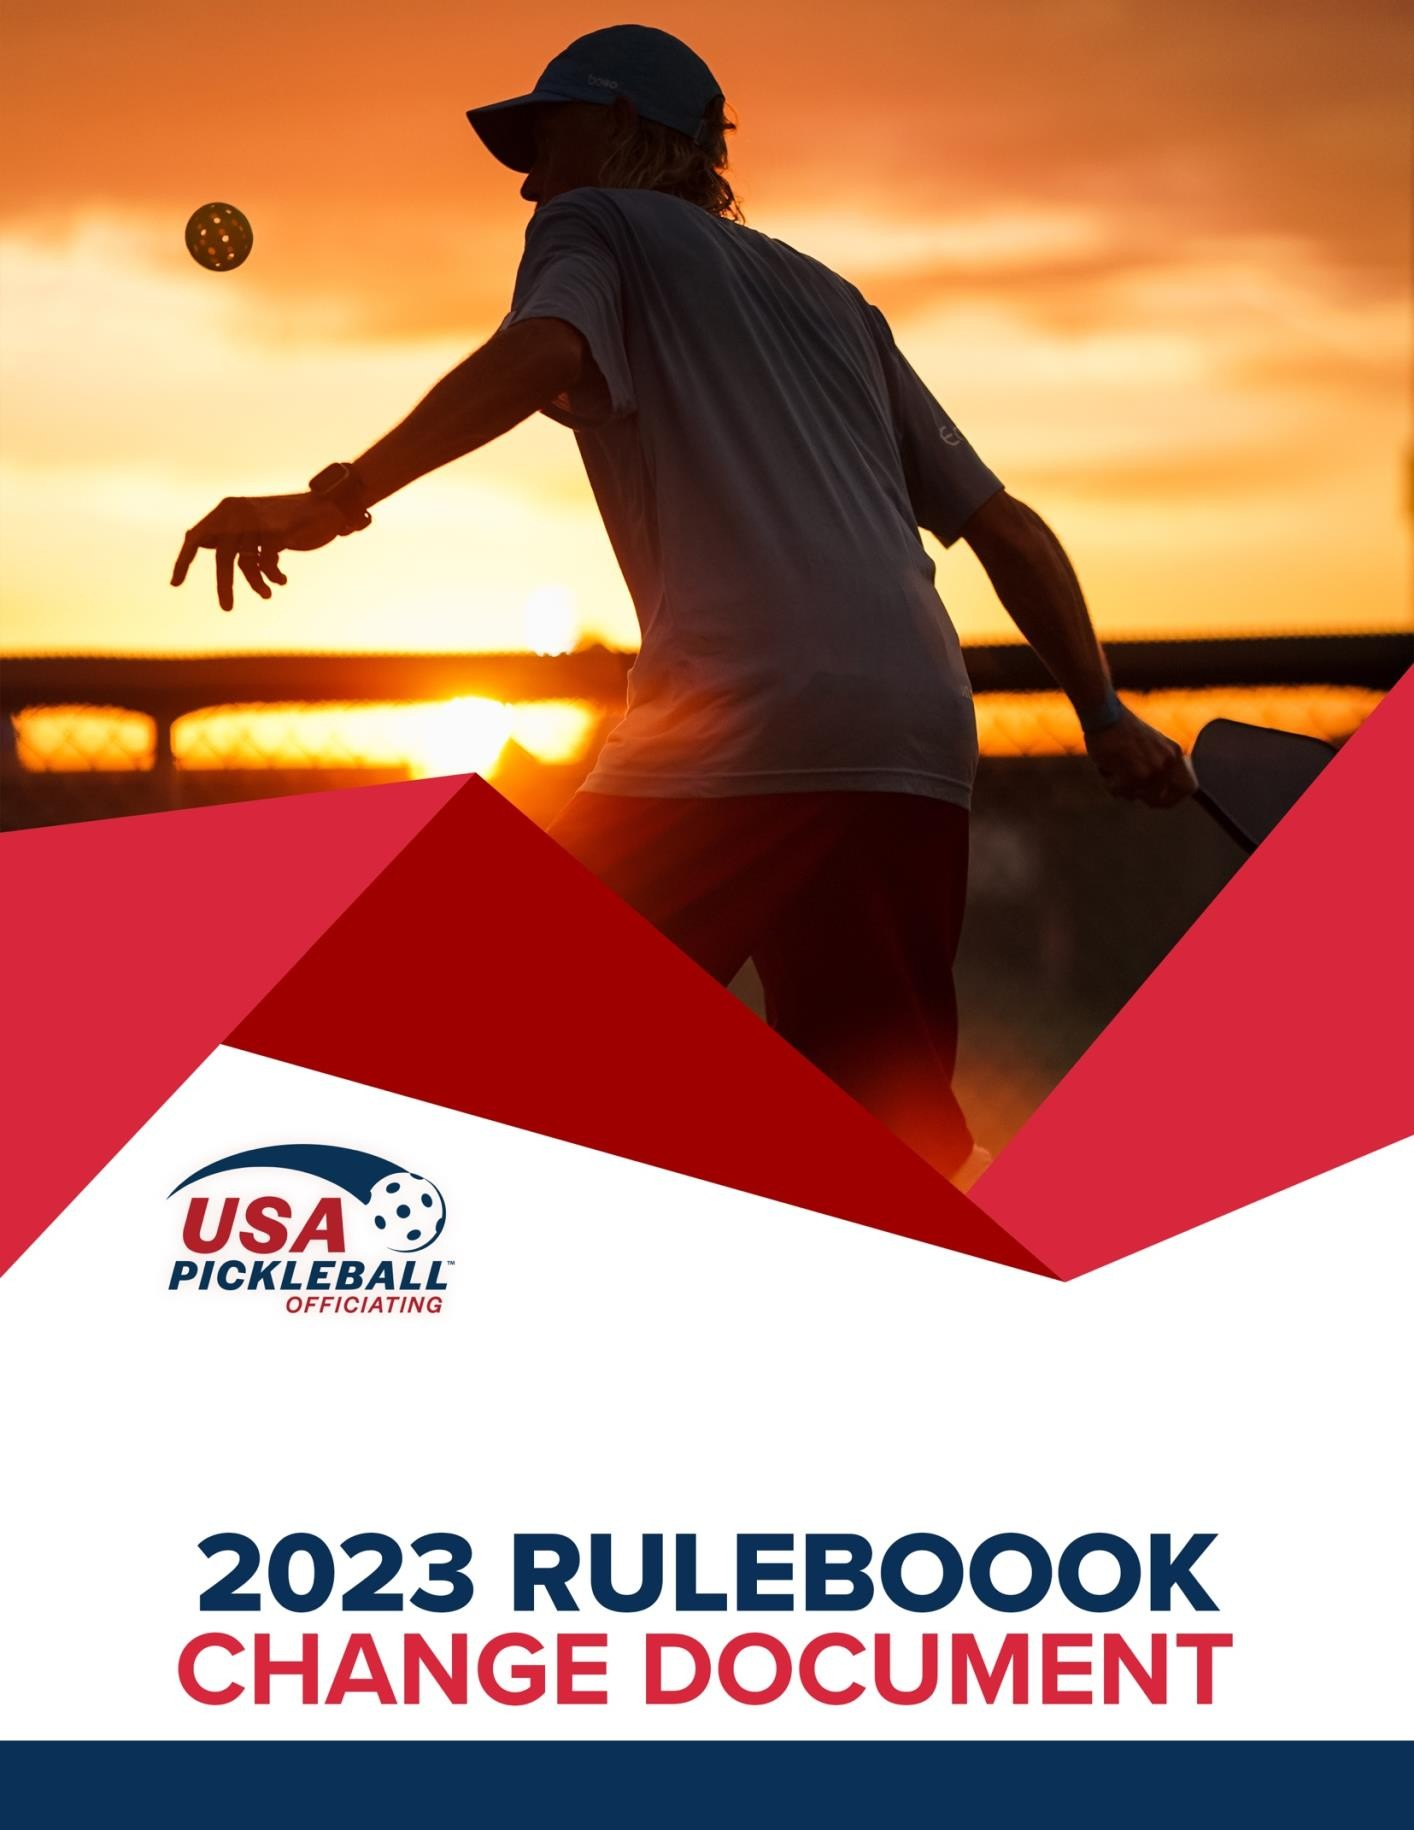 USA
PICKLEBALL™
OFFICIATING
2023 RULEBOOOK
CHANGE DOCUMENT